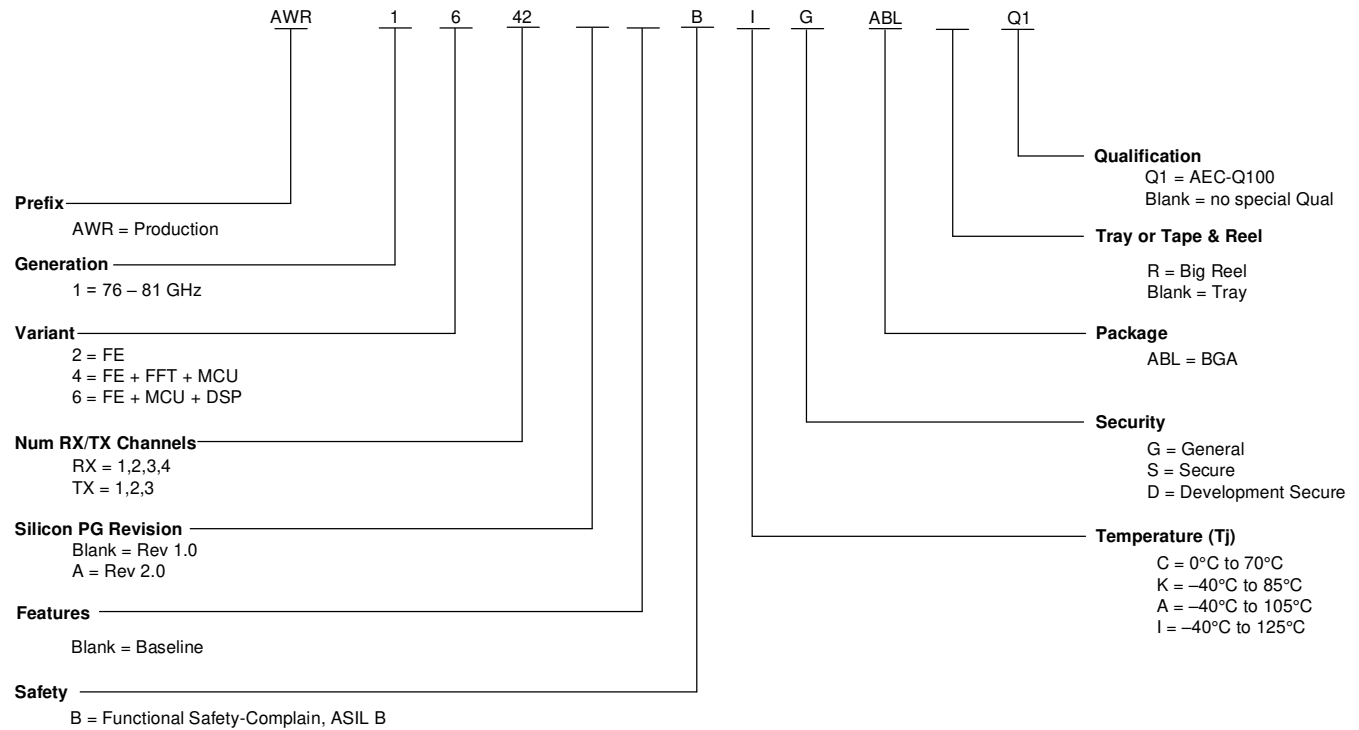 AWR 1 6 42 B I G ABL Q1
Prefix
AWR = Production
Generation
1 = 76 – 81 GHz
Variant
2 = FE
4 = FE + FFT + MCU
6 = FE + MCU + DSP
Num RX/TX Channels
RX = 1,2,3,4
TX = 1,2,3
Silicon PG Revision
Blank = Rev 1.0
A = Rev 2.0
Features
Blank = Baseline
Safety
B = Functional Safety-Complain, ASIL B
Qualification
Q1 = AEC-Q100
Blank = no special Qual
Tray or Tape & Reel
R = Big Reel
Blank = Tray
Package
ABL = BGA
Security
G = General
S = Secure
D = Development Secure
Temperature (Tj)
C = 0°C to 70°C
K = –40°C to 85°C
A = –40°C to 105°C
I = –40°C to 125°C